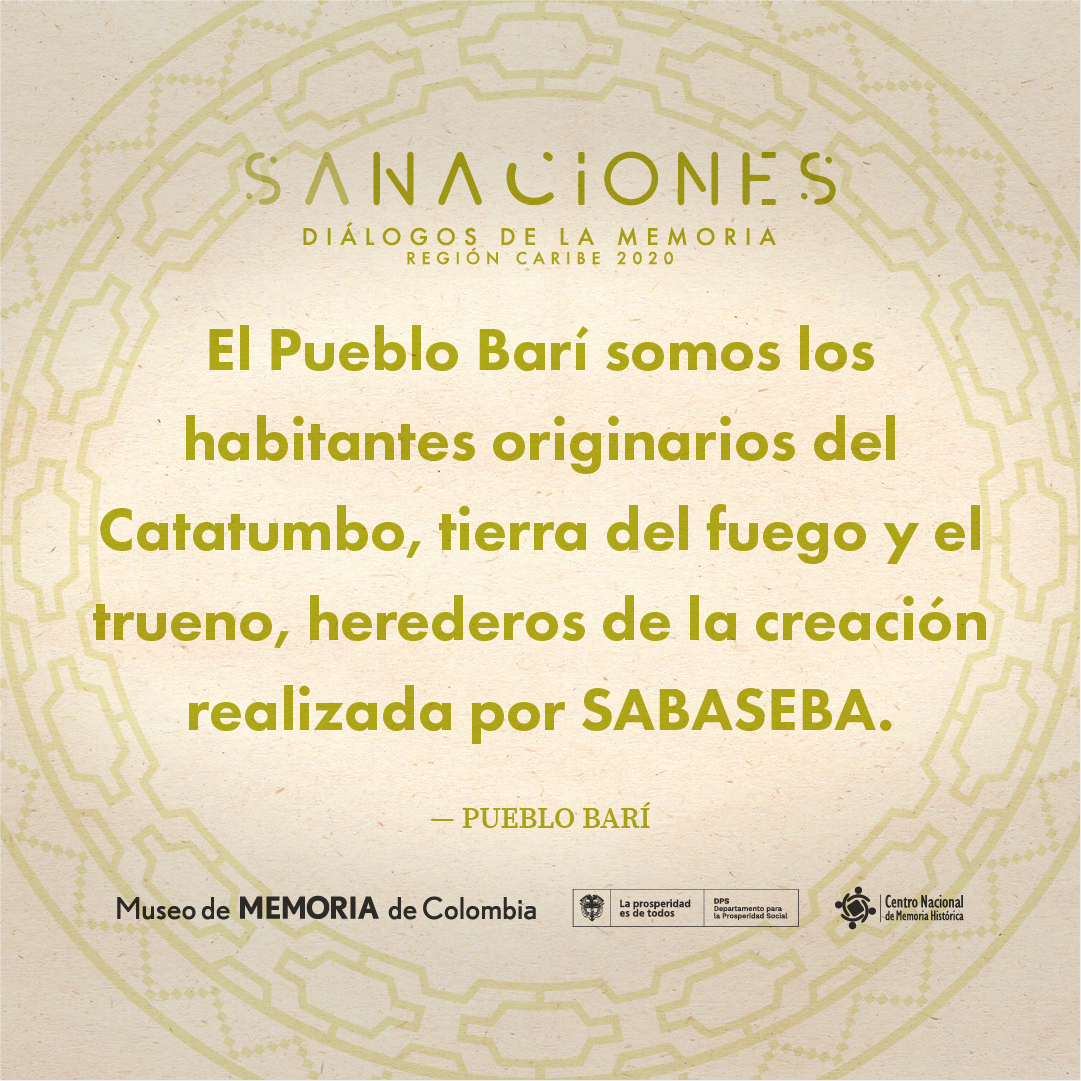 SANACiONES
DIÁLOGOS DE LA MEMORIA
REGIÓN CARIBE 2020
El Pueblo Barí somos los
habitantes originarios del
Catatumbo, tierra del fuego y el
trueno, herederos de la creación
realizada por SABASEBA.
— PUEBLO BARÍ
Museo de MEMORIA de Colombia
La prosperidad
es de todos
DPS
Departamento para
la Prosperidad Social
Centro Nacional
de Memoria Histórica